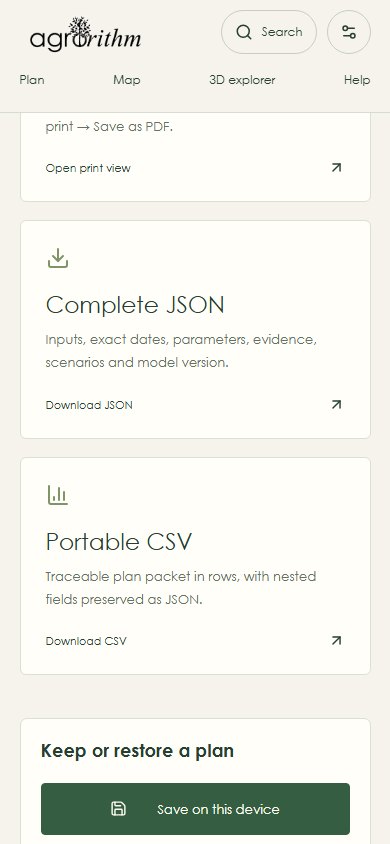 agrorithm
Search
Plan
Map
3D explorer
Help
print → Save as PDF.
Open print view
Complete JSON
Inputs, exact dates, parameters, evidence,
scenarios and model version.
Download JSON
Portable CSV
Traceable plan packet in rows, with nested
fields preserved as JSON.
Download CSV
Keep or restore a plan
Save on this device